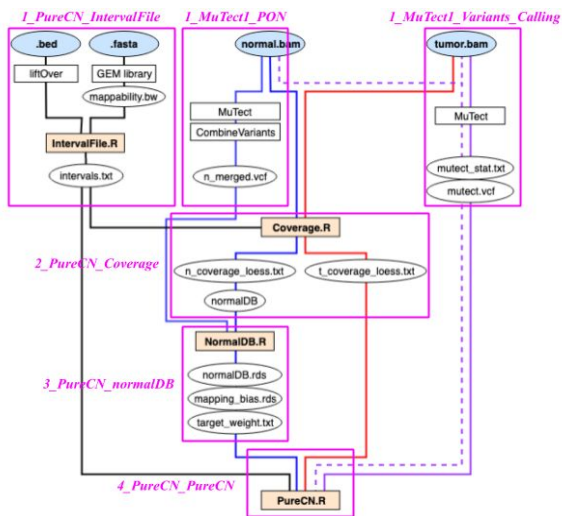 1_PureCN_IntervalFile
1_MuTect1_PON
1_MuTect1_Variants_Calling
.bed
.fasta
normal.bam
tumor.bam
liftOver
GEM library
mappability.bw
MuTect
CombineVariants
MuTect
IntervalFile.R
intervals.txt
n_merged.vcf
mutect_stat.txt
mutect.vcf
Coverage.R
2_PureCN_Coverage
n_coverage_loess.txt
t_coverage_loess.txt
normalDB
NormalDB.R
3_PureCN_normalDB
normalDB.rds
mapping_bias.rds
target_weight.txt
4_PureCN_PureCN
PureCN.R